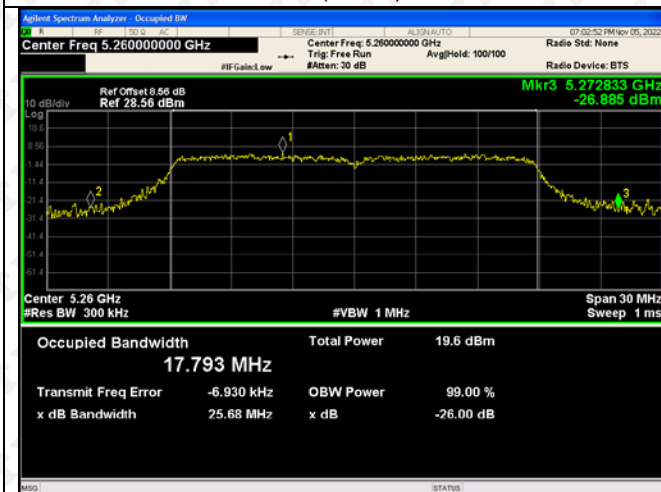 Agilent Spectrum Analyzer - Occupied BW
R RF 50 Ω AC SENSE:INT ALIGN AUTO 07:02:52 PM Nov 05, 2022
Center Freq 5.260000000 GHz Center Freq: 5.260000000 GHz Radio Std: None
Trig: Free Run Avg|Hold: 100/100
#IFGain:Low #Atten: 30 dB Radio Device: BTS
Mkr3 5.272833 GHz
Ref Offset 8.56 dB
10 dB/div Ref 28.56 dBm -26.885 dBm
Log
18.6
8.56
1
-1.44
-11.4
2
3
-21.4
-31.4
-41.4
-51.4
-61.4
Center 5.26 GHz Span 30 MHz
#Res BW 300 kHz #VBW 1 MHz Sweep 1 ms
Occupied Bandwidth Total Power 19.6 dBm
17.793 MHz
Transmit Freq Error -6.930 kHz OBW Power 99.00 %
x dB Bandwidth 25.68 MHz x dB -26.00 dB
MSG STATUS